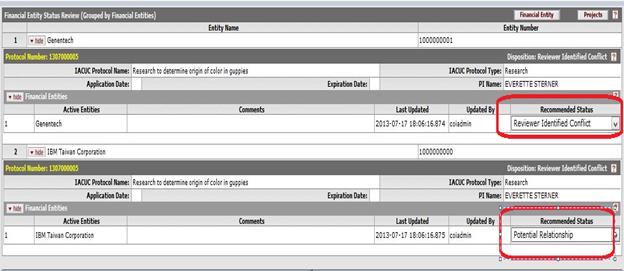 Financial Entity Status Review (Grouped by Financial Entities) Financial Entity Projects ?
Entity Name Entity Number
1 hide Genentech 1000000001
Protocol Number: 1307000005 Disposition: Reviewer Identified Conflict ?
IACUC Protocol Name: Research to determine origin of color in guppies IACUC Protocol Type: Research
Application Date: Expiration Date: PI Name: EVERETTE STERNER
hide Financial Entities ?
Active Entities Comments Last Updated Updated By Recommended Status
1 Genentech 2013-07-17 18:06:16.874 coiadmin Reviewer Identified Conflict
2 hide IBM Taiwan Corporation 1000000000
Protocol Number: 1307000005 Disposition: Reviewer Identified Conflict ?
IACUC Protocol Name: Research to determine origin of color in guppies IACUC Protocol Type: Research
Application Date: Expiration Date: PI Name: EVERETTE STERNER
hide Financial Entities ?
Active Entities Comments Last Updated Updated By Recommended Status
1 IBM Taiwan Corporation 2013-07-17 18:06:16.875 coiadmin Potential Relationship